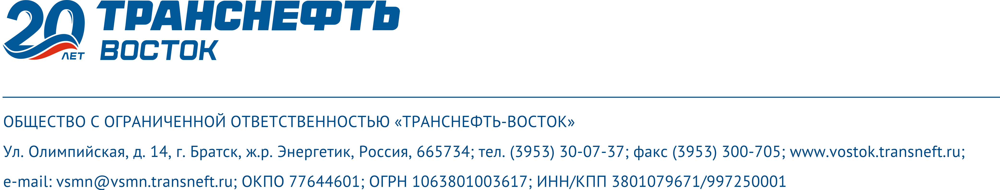 20 ЛЕТ
ТРАНСНЕФТЬ
ВОСТОК
ОБЩЕСТВО С ОГРАНИЧЕННОЙ ОТВЕТСТВЕННОСТЬЮ «ТРАНСНЕФТЬ-ВОСТОК»
Ул. Олимпийская, д. 14, г. Братск, ж.р. Энергетик, Россия, 665734; тел. (3953) 30-07-37; факс (3953) 300-705; www.vostok.transneft.ru;
e-mail: vsmn@vsmn.transneft.ru; ОКПО 77644601; ОГРН 1063801003617; ИНН/КПП 3801079671/997250001